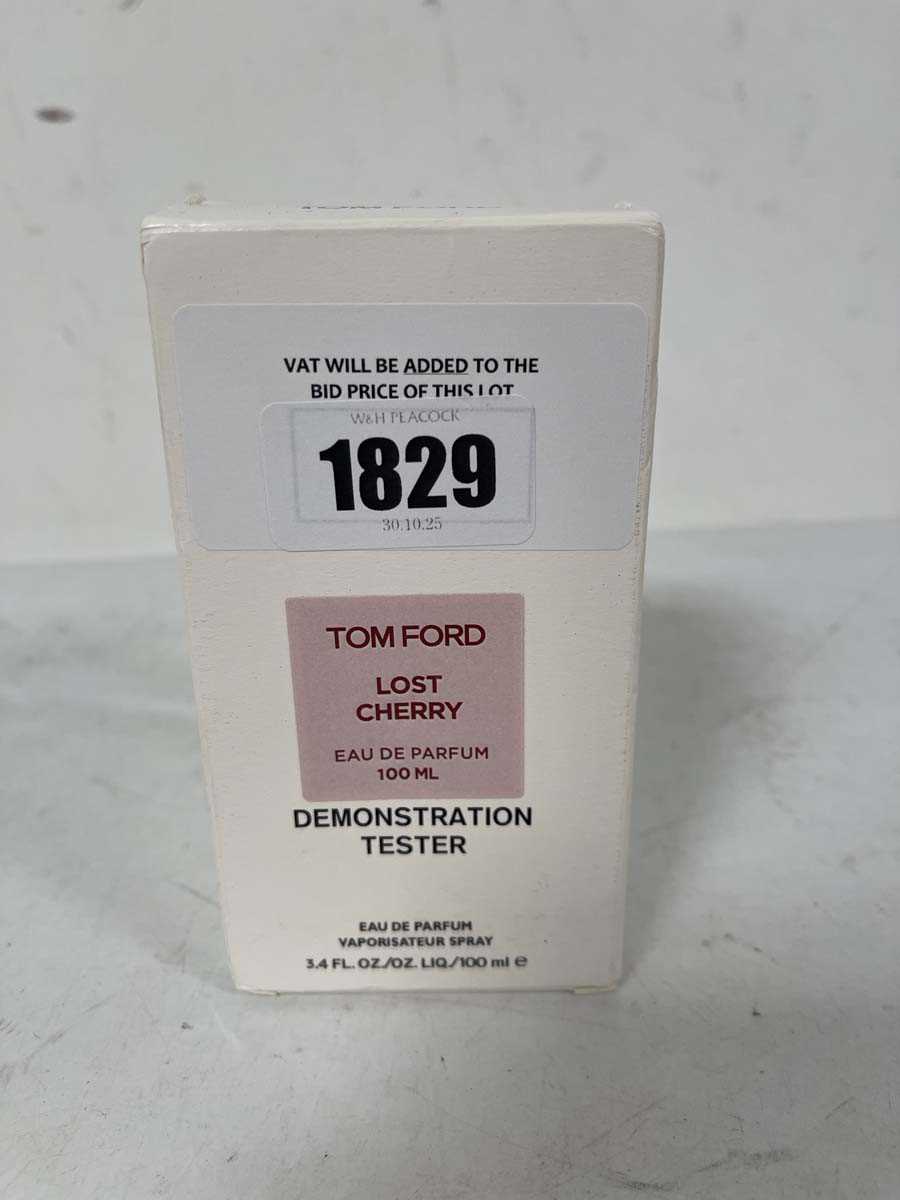 VAT WILL BE ADDED TO THE
BID PRICE OF THIS LOT
W&H PEACOCK
1829
30.10.25
TOM FORD
LOST
CHERRY
EAU DE PARFUM
100 ML
DEMONSTRATION
TESTER
EAU DE PARFUM
VAPORISATEUR SPRAY
3.4 FL. OZ./OZ. LIQ./100 ml ℮